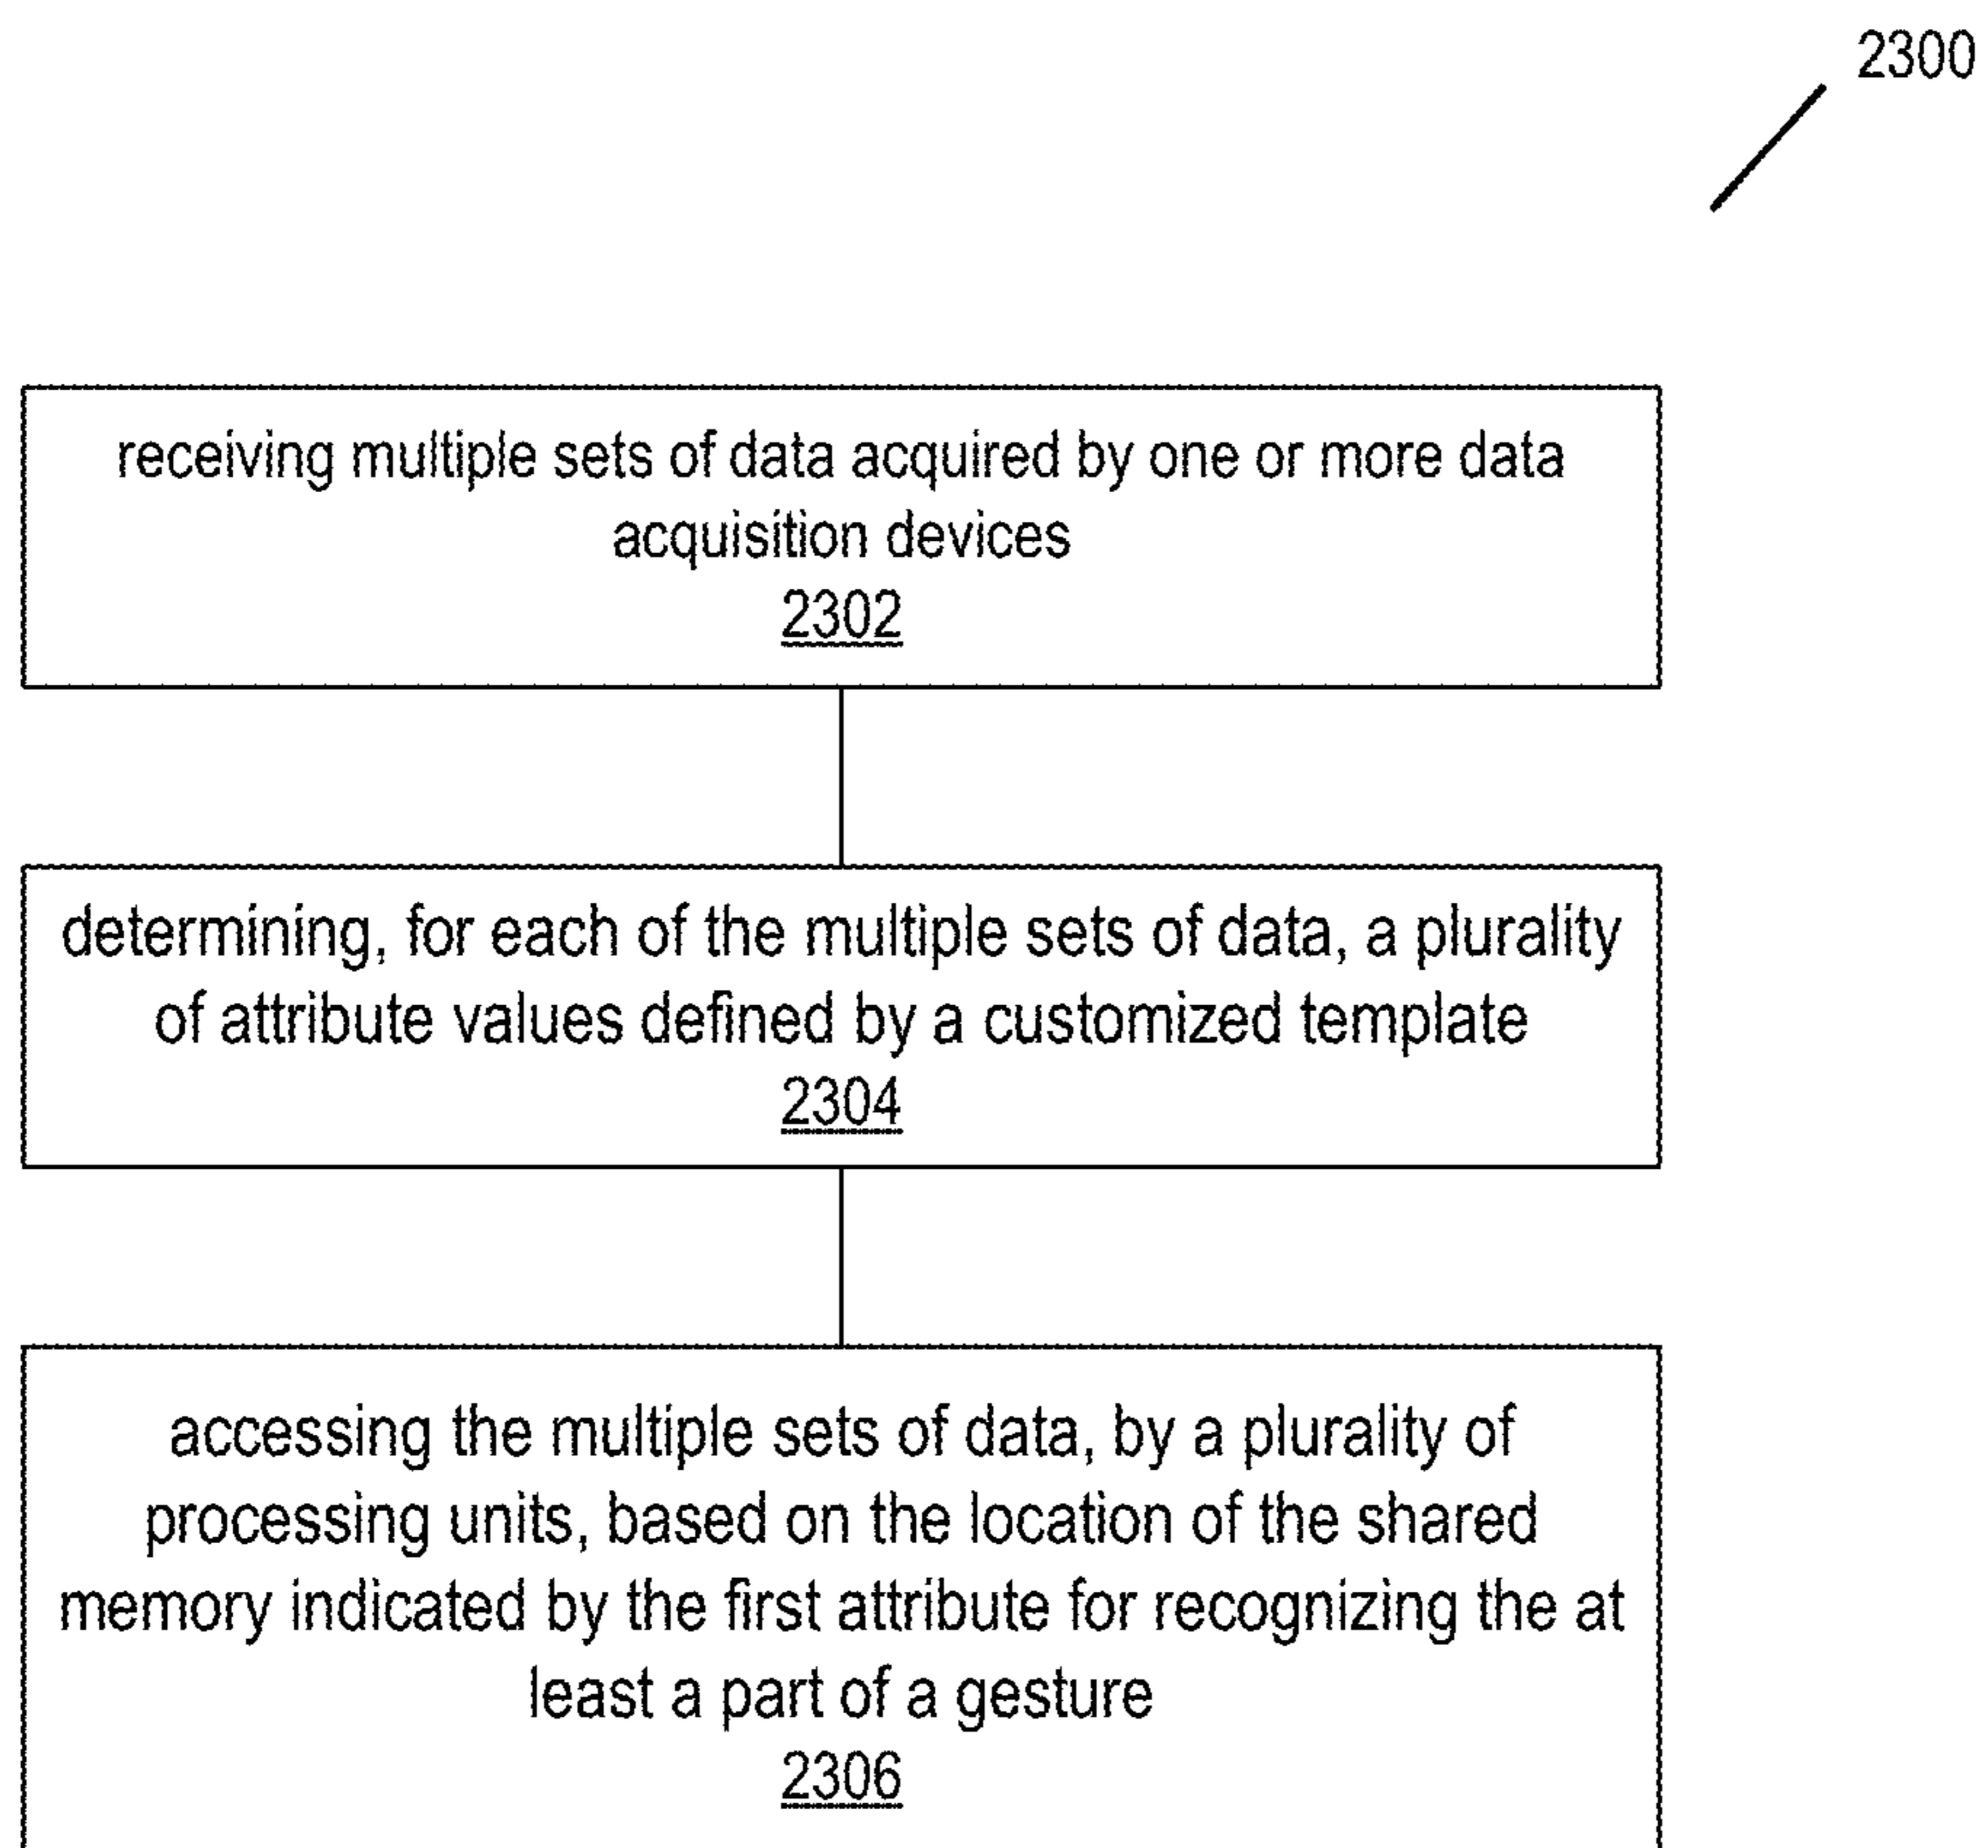 2300
receiving multiple sets of data acquired by one or more data
acquisition devices
2302
determining, for each of the multiple sets of data, a plurality
of attribute values defined by a customized template
2304
accessing the multiple sets of data, by a plurality of
processing units, based on the location of the shared
memory indicated by the first attribute for recognizing the at
least a part of a gesture
2306